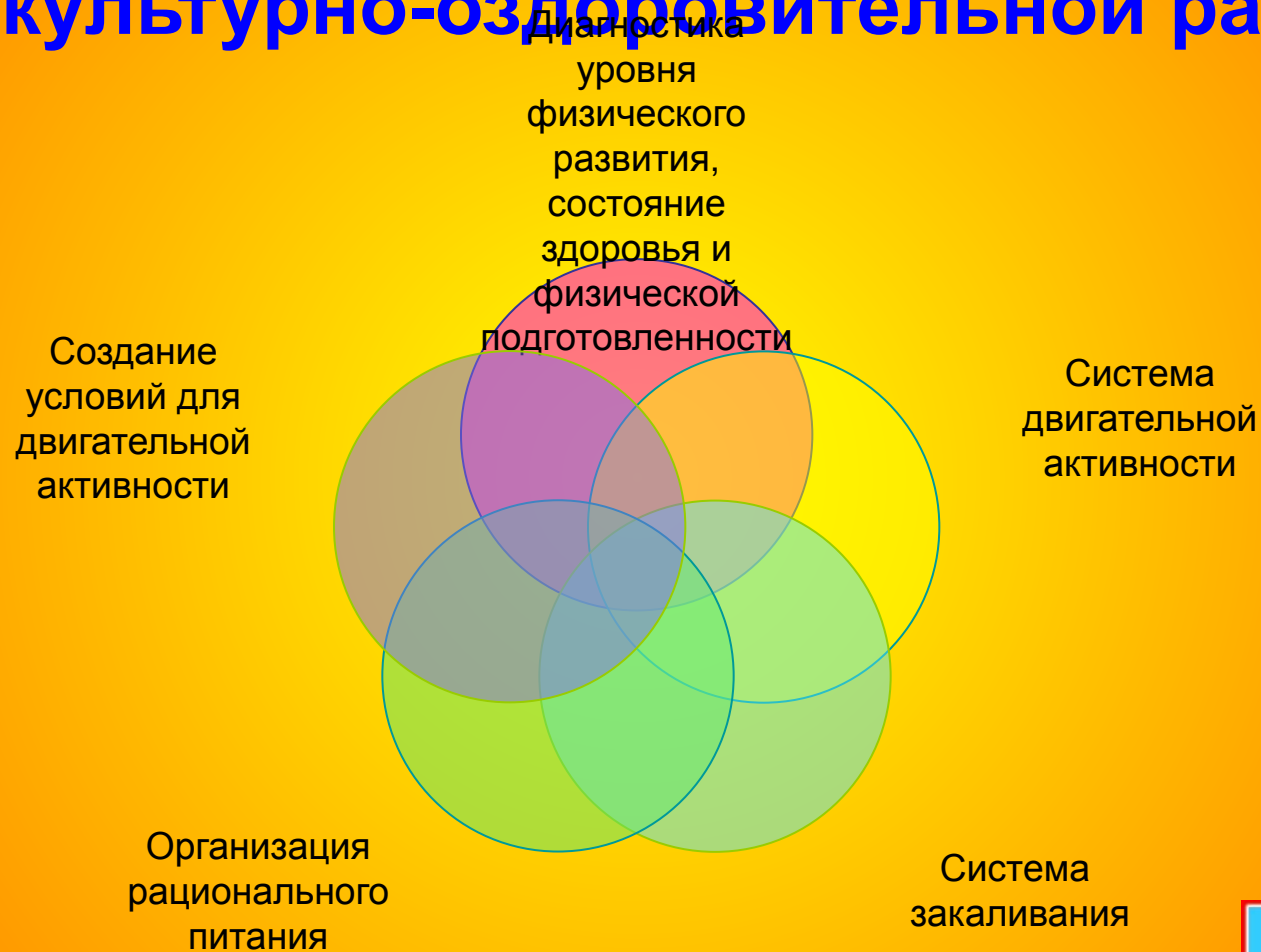 культурно-оздоровительной ра
Диагностика
уровня
физического
развития,
состояние
здоровья и
физической
подготовленности
Создание
условий для
двигательной
активности
Система
двигательной
активности
Организация
рационального
питания
Система
закаливания